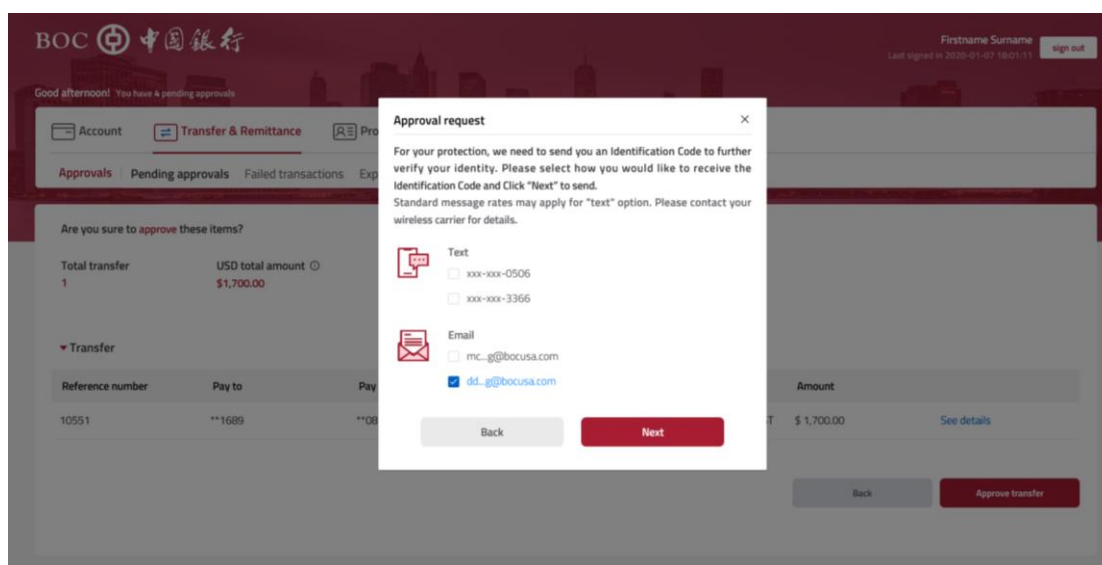 BOC 中國銀行
Firstname Surname
Last signed in 2020-01-07 18:01:11
sign out
Good afternoon! You have 4 pending approvals
Account
Transfer & Remittance
Pro
Approvals
Pending approvals
Failed transactions
Exp
Are you sure to approve these items?
Total transfer
USD total amount
1
$1,700.00
Transfer
Reference number
Pay to
Pay
Amount
10551
**1689
**08
T
$ 1,700.00
See details
Back
Approve transfer
Approval request
For your protection, we need to send you an Identification Code to further
verify your identity. Please select how you would like to receive the
Identification Code and Click "Next" to send.
Standard message rates may apply for "text" option. Please contact your
wireless carrier for details.
Text
xxx-xxx-0506
xxx-xxx-3366
Email
mc...g@bocusa.com
dd...g@bocusa.com
Back
Next